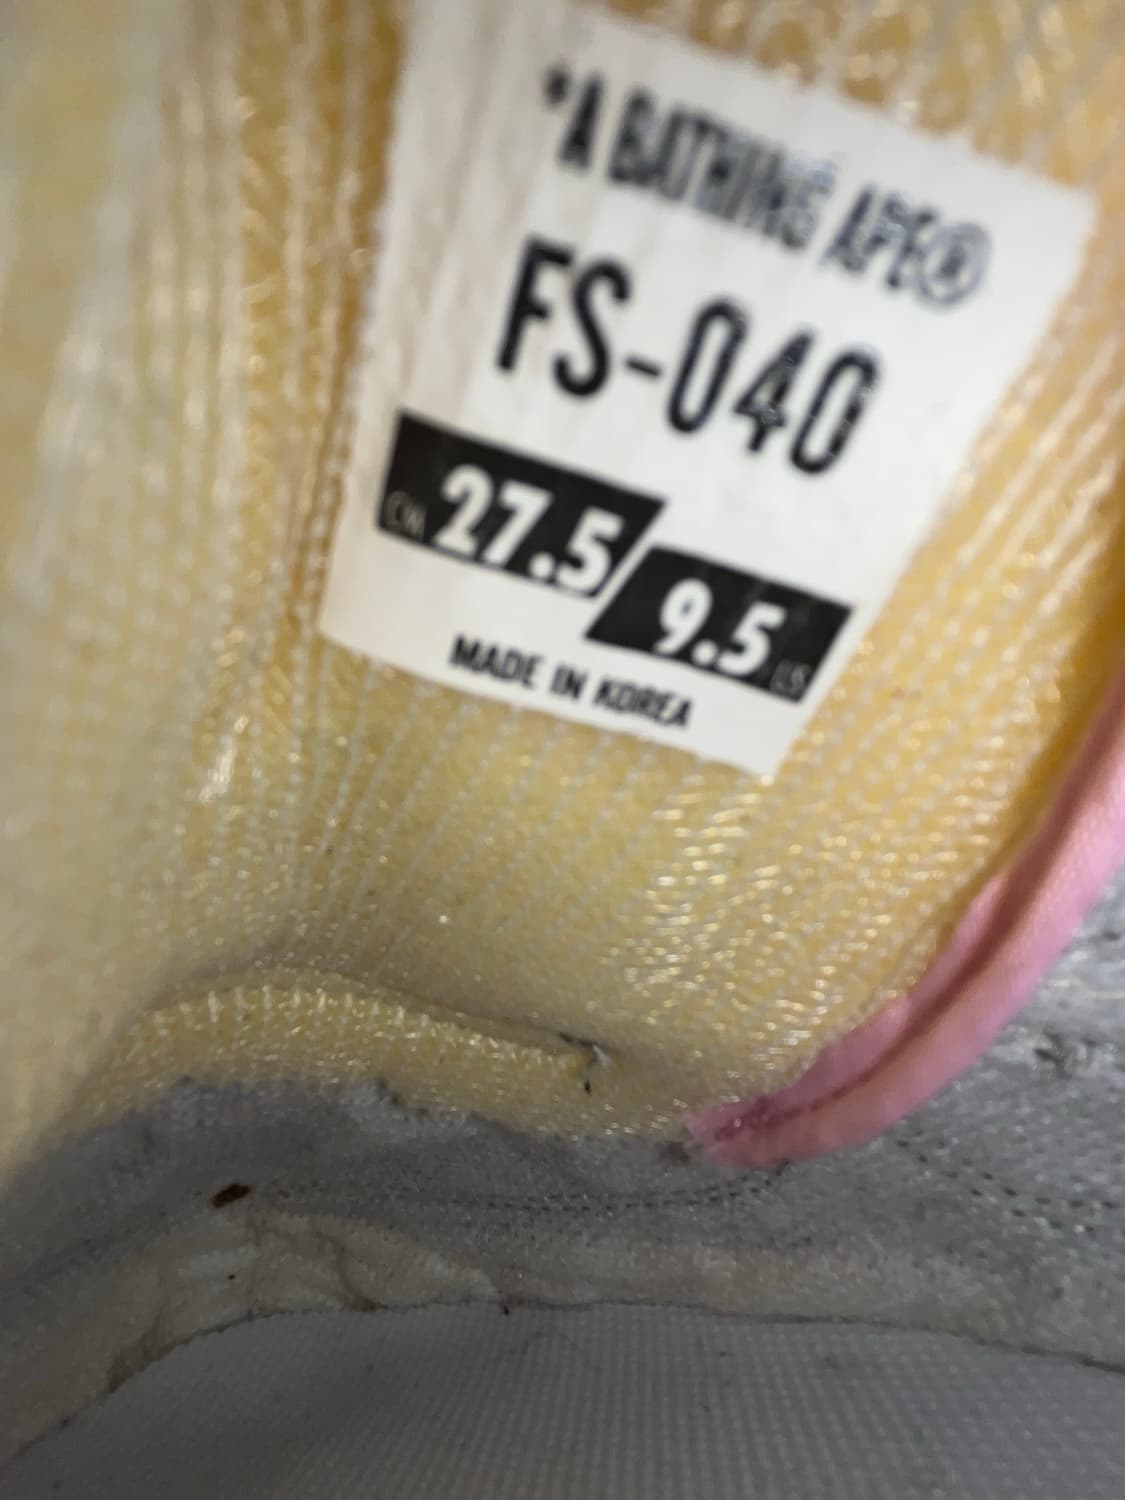 *A BATHING APE®
FS-040
CM 27.5 / 9.5 US
MADE IN KOREA